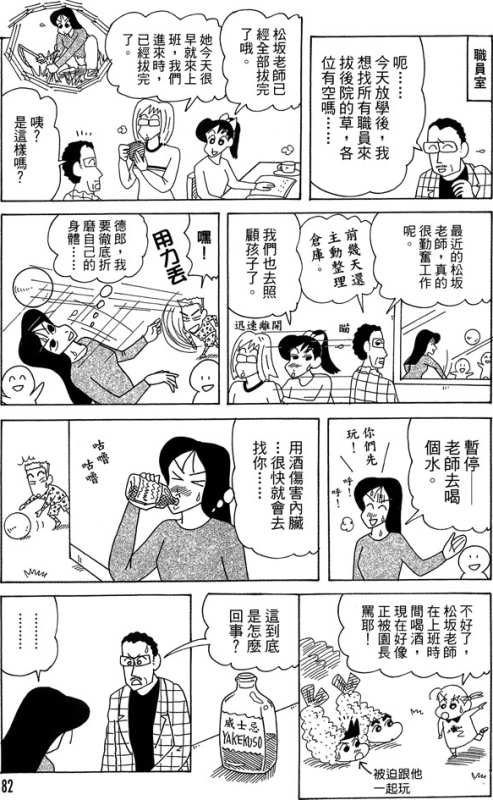 職員室
呃………
今天放學後，我
想找所有職員來
拔後院的草，各
位有空嗎……
松坂老師已
經全部拔完
了哦。
她今天很
早就來上
班，我們
進來時，
已經拔完
了。
咦？
是這樣嗎？
最近的松坂
老師，真的
很勤奮工作
呢。
前幾天還
主動整理
倉庫。
瞄
我們也去照
顧孩子了。
迅速離開
嘿！
用力丟
德郎，我
要徹底折
磨自己的
身體……
暫停—
老師去喝
個水。
你們先
玩！
呼！
呼！
用酒傷害內臟
…很快就會去
找你……
咕嚕
咕嚕
不好了，
松坂老師
在上班時
間喝酒，
現在好像
正被園長
罵耶！
被迫跟他
一起玩
這到底
是怎麼
回事？
威士忌
YAKEKUSO
………
82